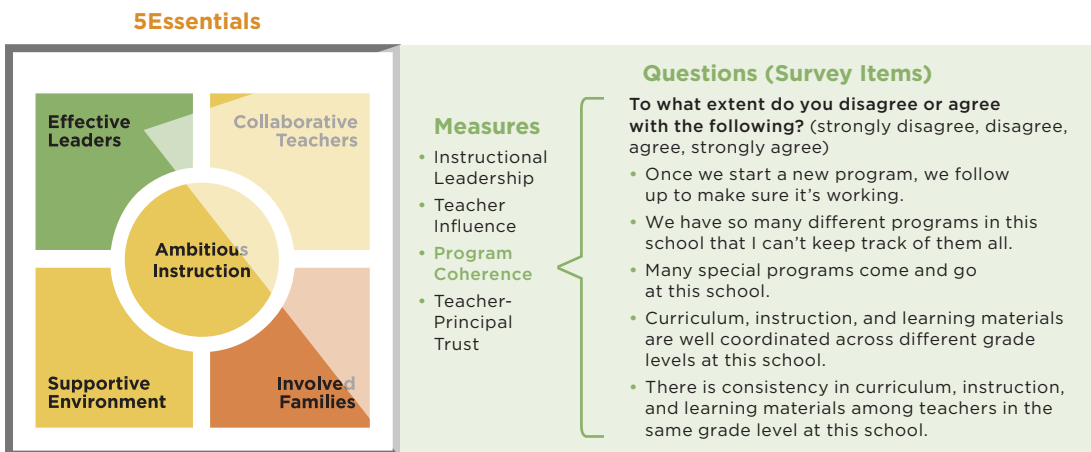 5Essentials
Effective
Leaders
Collaborative
Teachers
Ambitious
Instruction
Supportive
Environment
Involved
Families
Measures
• Instructional
Leadership
• Teacher
Influence
• Program
Coherence
• Teacher-
Principal
Trust
Questions (Survey Items)
To what extent do you disagree or agree
with the following? (strongly disagree, disagree,
agree, strongly agree)
• Once we start a new program, we follow
up to make sure it's working.
• We have so many different programs in this
school that I can't keep track of them all.
• Many special programs come and go
at this school.
• Curriculum, instruction, and learning materials
are well coordinated across different grade
levels at this school.
• There is consistency in curriculum, instruction,
and learning materials among teachers in the
same grade level at this school.